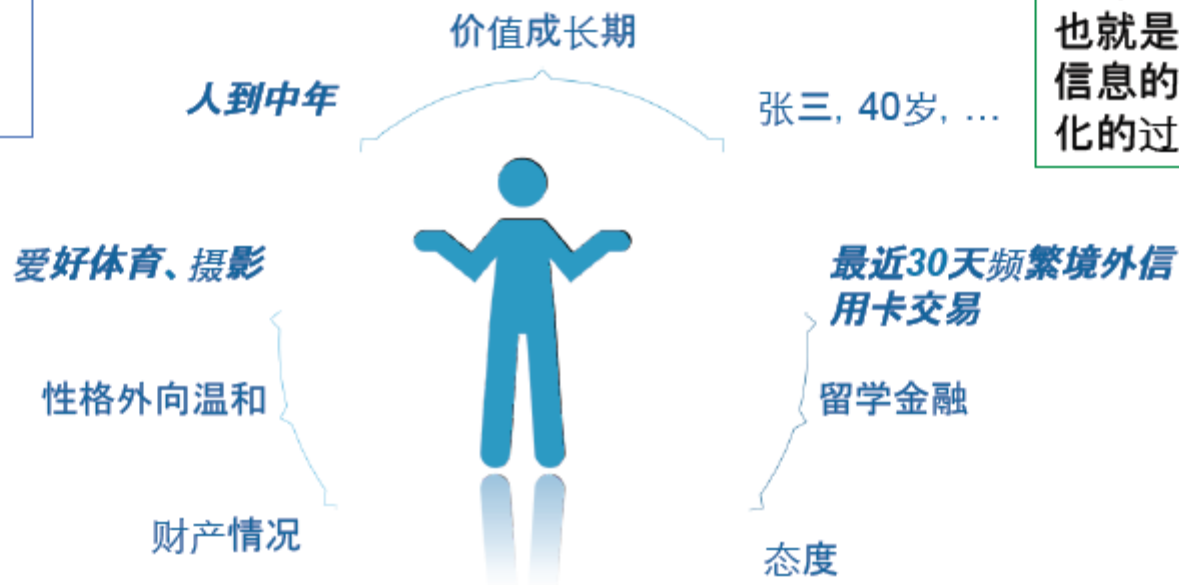 价值成长期
人到中年
张三, 40岁, ...
也就是
信息的
化的过
爱好体育、摄影
最近30天频繁境外信
用卡交易
性格外向温和
留学金融
财产情况
态度